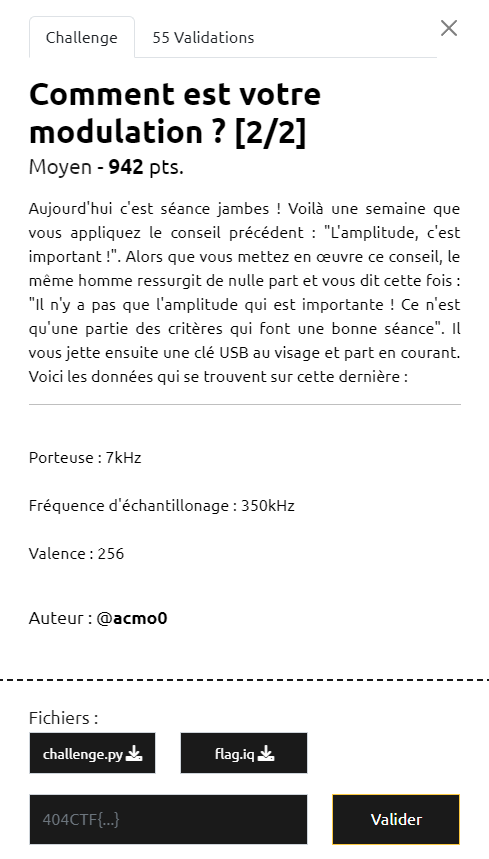 Challenge
55 Validations
Comment est votre
modulation ? [2/2]
Moyen - 942 pts.
Aujourd'hui c'est séance jambes ! Voilà une semaine que
vous appliquez le conseil précédent : "L'amplitude, c'est
important !". Alors que vous mettez en œuvre ce conseil, le
même homme ressurgit de nulle part et vous dit cette fois :
"Il n'y a pas que l'amplitude qui est importante ! Ce n'est
qu'une partie des critères qui font une bonne séance". Il
vous jette ensuite une clé USB au visage et part en courant.
Voici les données qui se trouvent sur cette dernière :
Porteuse : 7kHz
Fréquence d'échantillonage : 350kHz
Valence : 256
Auteur : @acmo0
Fichiers :
challenge.py
flag.iq
404CTF{...}
Valider